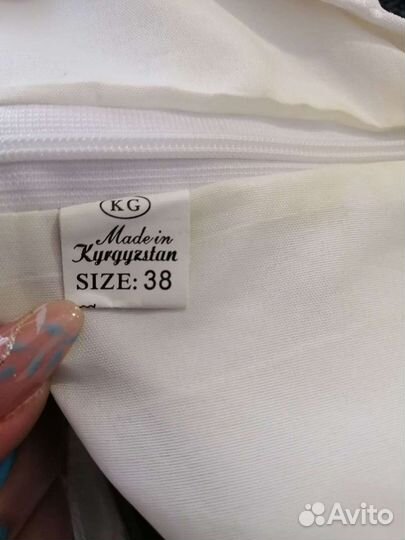 KG
Made in
Kyrgyzstan
SIZE: 38
Avito